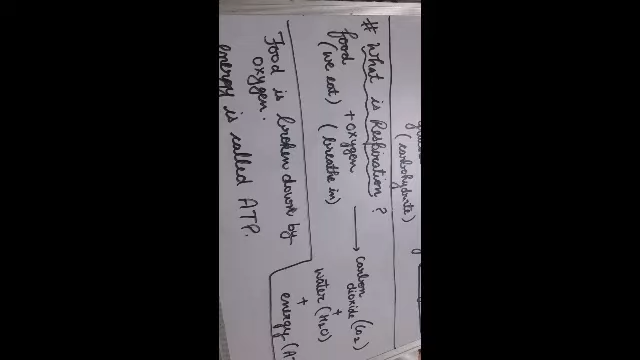 (carbohydrate)
# What is Respiration?
food + oxygen ⟶ carbon dioxide (CO2)
(we eat) (breathe in) +
water (H2O)
+
energy (A
Food is broken down by
oxygen.
energy is called ATP.